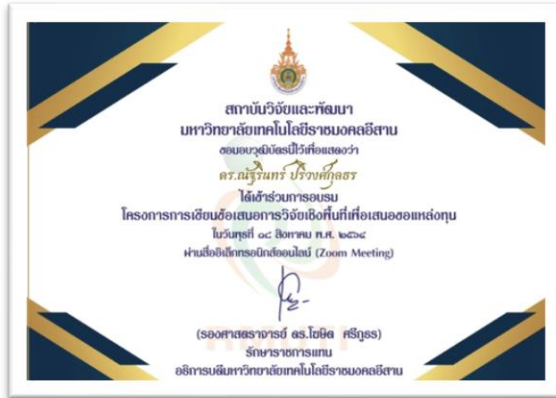 สถาบันวิจัยและพัฒนา
มหาวิทยาลัยเทคโนโลยีราชมงคลอีสาน
ขอมอบวุฒิบัตรนี้ไว้เพื่อแสดงว่า
ดร.ณัฐรินทร์ ปริวงศ์กุลธร
ได้เข้าร่วมการอบรม
โครงการการเขียนข้อเสนอการวิจัยเชิงพื้นที่เพื่อเสนอขอแหล่งทุน
ในวันพุธที่ ๑๘ สิงหาคม พ.ศ. ๒๕๖๔
ผ่านสื่ออิเล็กทรอนิกส์ออนไลน์ (Zoom Meeting)
(รองศาสตราจารย์ ดร.โฆษิต ศรีภูธร)
รักษาราชการแทน
อธิการบดีมหาวิทยาลัยเทคโนโลยีราชมงคลอีสาน